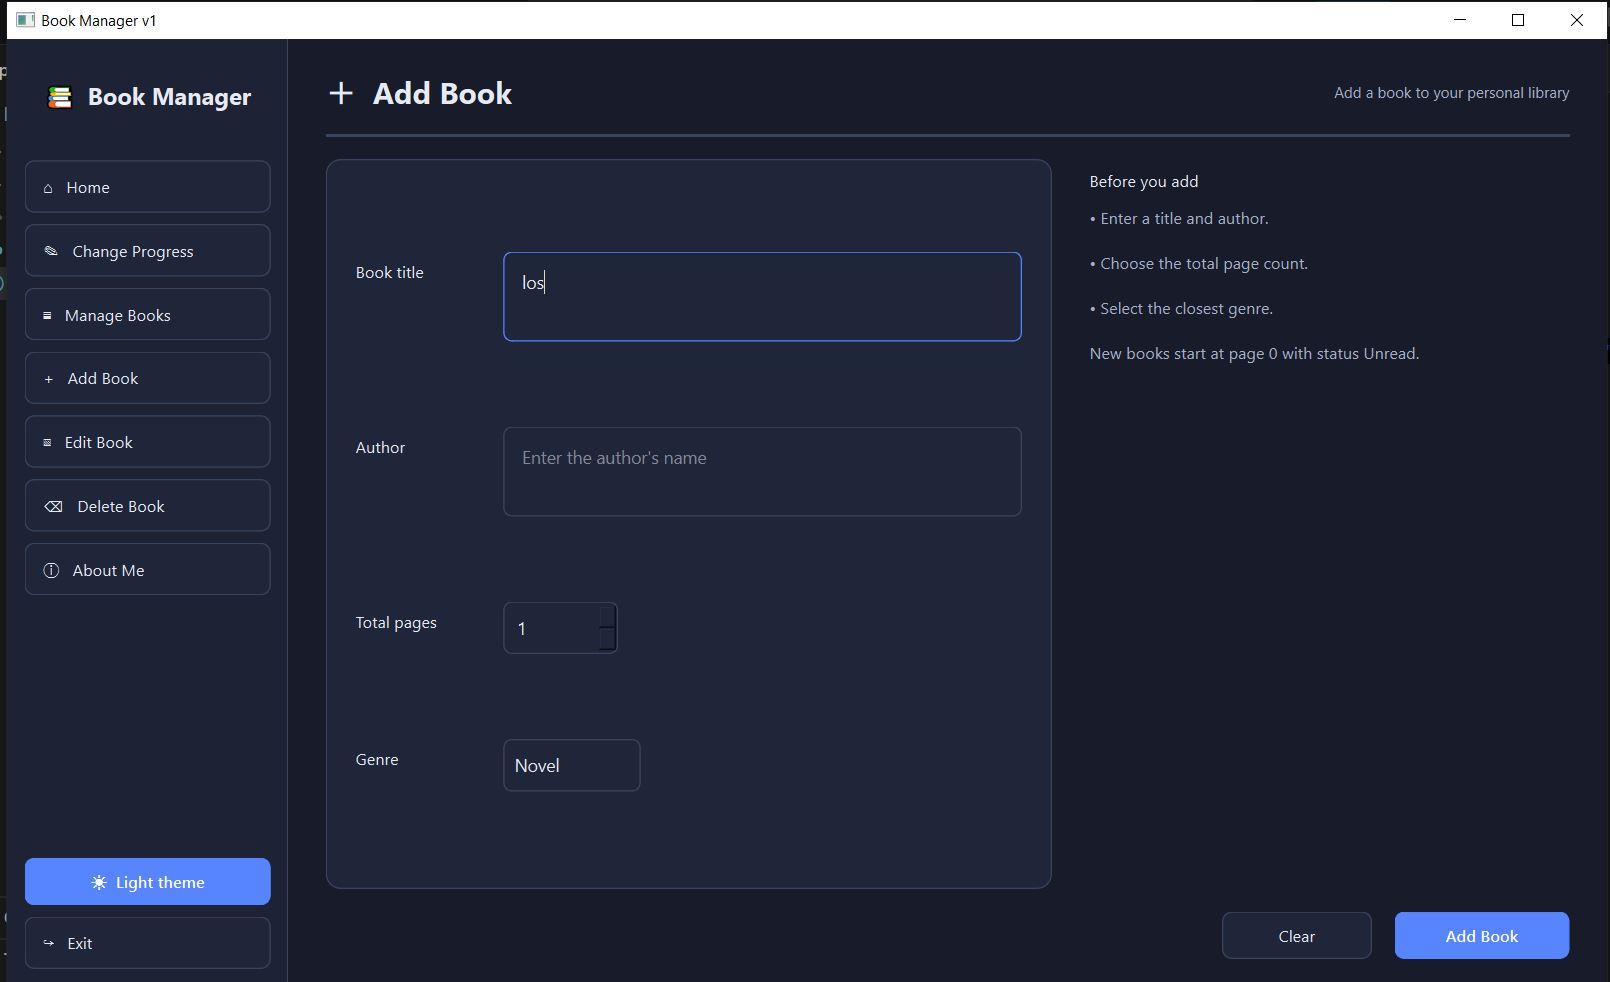 Book Manager v1
Book Manager
Home
Change Progress
Manage Books
+ Add Book
Edit Book
Delete Book
About Me
Light theme
Exit
+ Add Book
Add a book to your personal library
Book title
los
Author
Enter the author's name
Total pages
1
Genre
Novel
Before you add
• Enter a title and author.
• Choose the total page count.
• Select the closest genre.
New books start at page 0 with status Unread.
Clear
Add Book